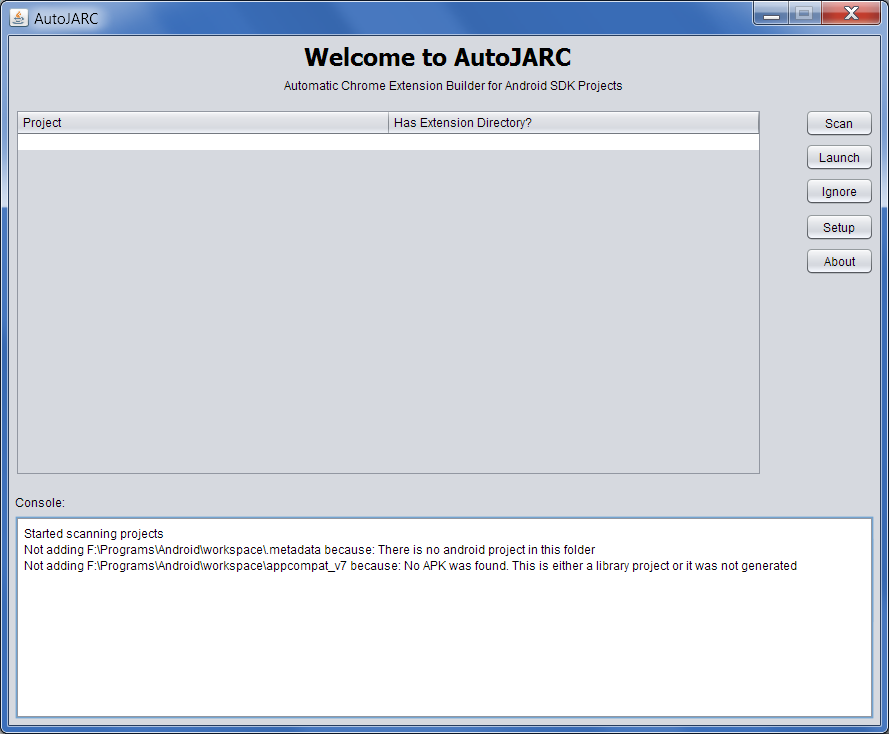 AutoJARC
Welcome to AutoJARC
Automatic Chrome Extension Builder for Android SDK Projects
Project Has Extension Directory?
Scan
Launch
Ignore
Setup
About
Console:
Started scanning projects
Not adding F:\Programs\Android\workspace\.metadata because: There is no android project in this folder
Not adding F:\Programs\Android\workspace\appcompat_v7 because: No APK was found. This is either a library project or it was not generated